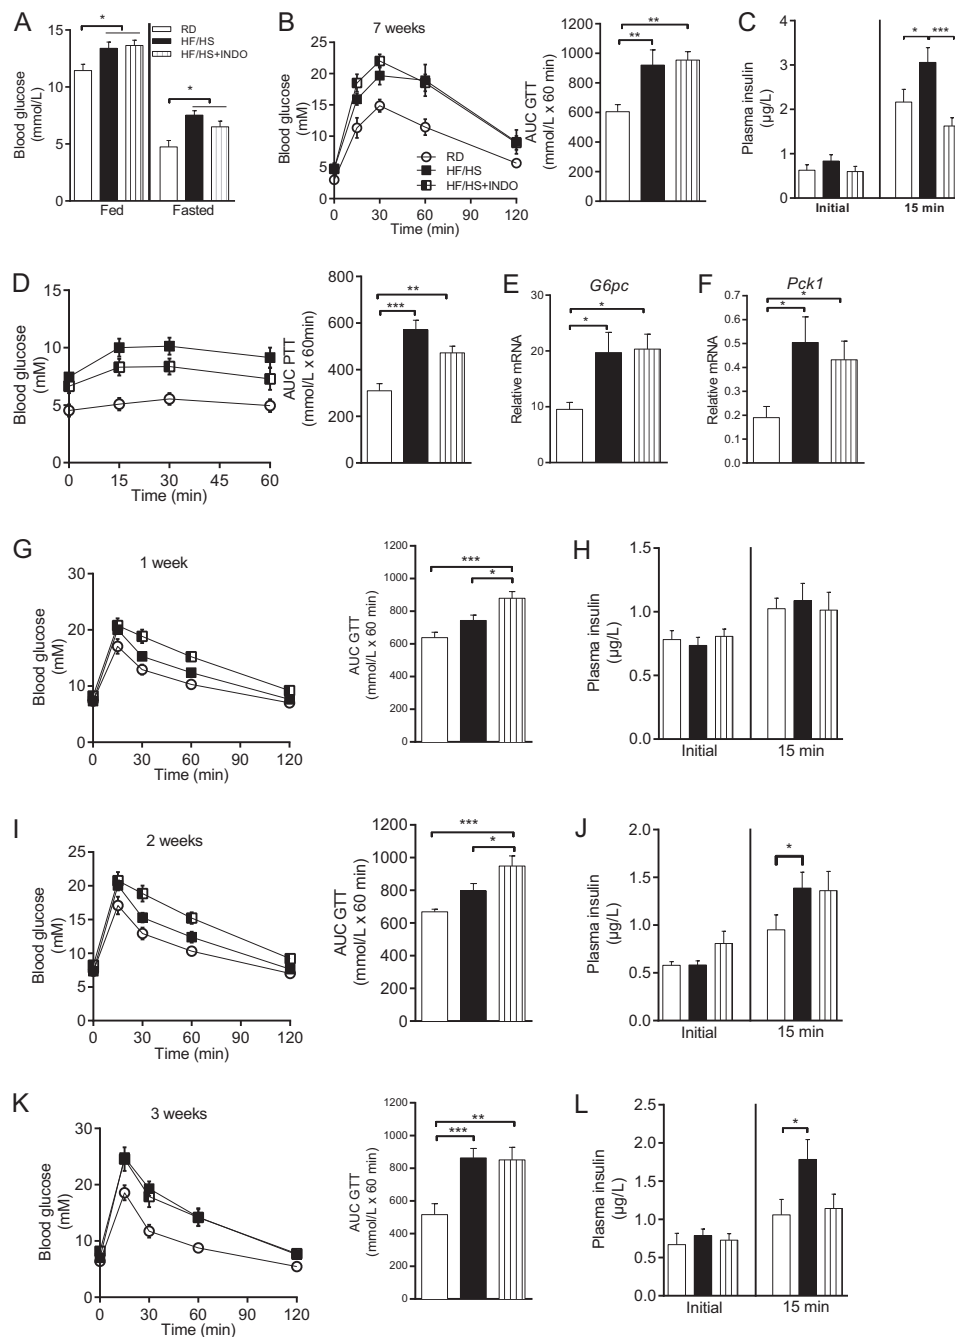 A
Blood glucose
(mmol/L)
15
10
5
0
*
*
Fed
Fasted
RD
HF/HS
HF/HS+INDO
B
7 weeks
Blood glucose
(mM)
25
20
15
10
5
0
0 30 60 90 120
Time (min)
RD
HF/HS
HF/HS+INDO
AUC GTT
(mmol/L x 60 min)
1200
1000
800
600
400
200
0
**
**
C
Plasma insulin
(µg/L)
4
3
2
1
0
* ***
Initial
15 min
D
Blood glucose
(mM)
15
10
5
0
0 15 30 45 60
Time (min)
AUC PTT
(mmol/L x 60min)
800
600
400
200
0
**
***
E
G6pc
Relative mRNA
30
20
10
0
*
*
F
Pck1
Relative mRNA
0.7
0.6
0.5
0.4
0.3
0.2
0.1
0.0
*
*
G
1 week
Blood glucose
(mM)
30
20
10
0
0 30 60 90 120
Time (min)
AUC GTT
(mmol/L x 60 min)
1200
1000
800
600
400
200
0
***
*
H
Plasma insulin
(µg/L)
1.5
1.0
0.5
0.0
Initial
15 min
I
2 weeks
Blood glucose
(mM)
25
20
15
10
5
0
0 30 60 90 120
Time (min)
AUC GTT
(mmol/L x 60 min)
1200
1000
800
600
400
200
0
***
*
J
Plasma insulin
(µg/L)
2.0
1.5
1.0
0.5
0.0
*
Initial
15 min
K
3 weeks
Blood glucose
(mM)
30
20
10
0
0 30 60 90 120
Time (min)
AUC GTT
(mmol/L x 60 min)
1200
1000
800
600
400
200
0
**
***
L
Plasma insulin
(µg/L)
2.5
2.0
1.5
1.0
0.5
0.0
*
Initial
15 min